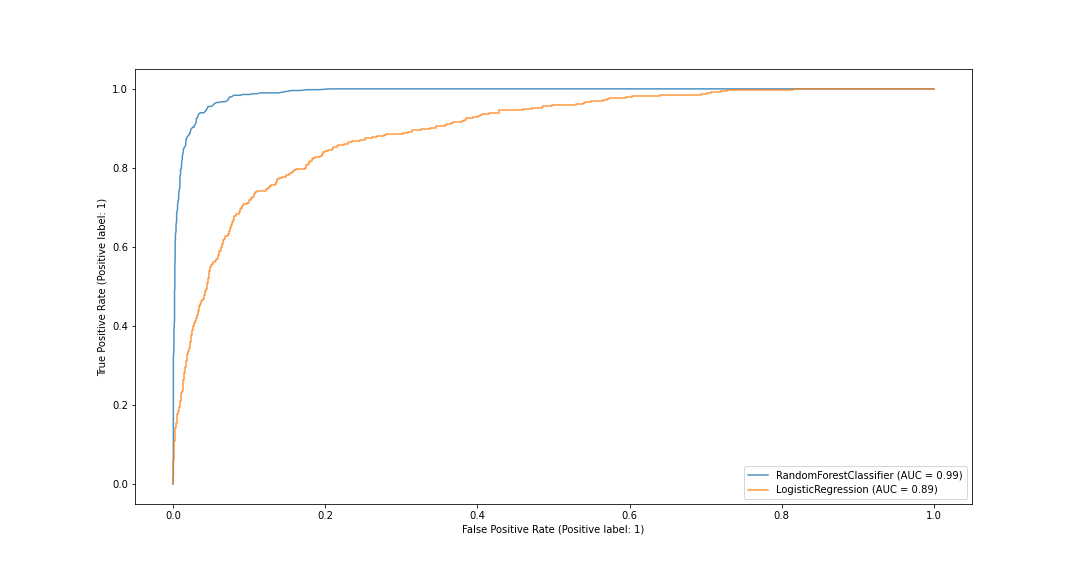 1.0
0.8
0.6
0.4
0.2
0.0
True Positive Rate (Positive label: 1)
RandomForestClassifier (AUC = 0.99)
LogisticRegression (AUC = 0.89)
0.0 0.2 0.4 0.6 0.8 1.0
False Positive Rate (Positive label: 1)